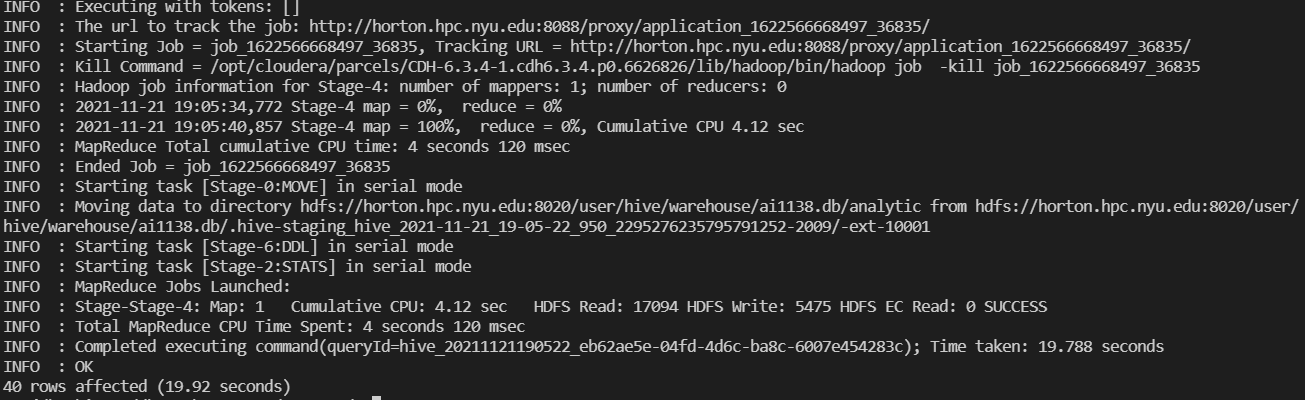 INFO  : Executing with tokens: []
INFO  : The url to track the job: http://horton.hpc.nyu.edu:8088/proxy/application_1622566668497_36835/
INFO  : Starting Job = job_1622566668497_36835, Tracking URL = http://horton.hpc.nyu.edu:8088/proxy/application_1622566668497_36835/
INFO  : Kill Command = /opt/cloudera/parcels/CDH-6.3.4-1.cdh6.3.4.p0.6626826/lib/hadoop/bin/hadoop job  -kill job_1622566668497_36835
INFO  : Hadoop job information for Stage-4: number of mappers: 1; number of reducers: 0
INFO  : 2021-11-21 19:05:34,772 Stage-4 map = 0%,  reduce = 0%
INFO  : 2021-11-21 19:05:40,857 Stage-4 map = 100%,  reduce = 0%, Cumulative CPU 4.12 sec
INFO  : MapReduce Total cumulative CPU time: 4 seconds 120 msec
INFO  : Ended Job = job_1622566668497_36835
INFO  : Starting task [Stage-0:MOVE] in serial mode
INFO  : Moving data to directory hdfs://horton.hpc.nyu.edu:8020/user/hive/warehouse/ai1138.db/analytic from hdfs://horton.hpc.nyu.edu:8020/user/
hive/warehouse/ai1138.db/.hive-staging_hive_2021-11-21_19-05-22_950_2295276235795791252-2009/-ext-10001
INFO  : Starting task [Stage-6:DDL] in serial mode
INFO  : Starting task [Stage-2:STATS] in serial mode
INFO  : MapReduce Jobs Launched:
INFO  : Stage-Stage-4: Map: 1   Cumulative CPU: 4.12 sec   HDFS Read: 17094 HDFS Write: 5475 HDFS EC Read: 0 SUCCESS
INFO  : Total MapReduce CPU Time Spent: 4 seconds 120 msec
INFO  : Completed executing command(queryId=hive_20211121190522_eb62ae5e-04fd-4d6c-ba8c-6007e454283c); Time taken: 19.788 seconds
INFO  : OK
40 rows affected (19.92 seconds)